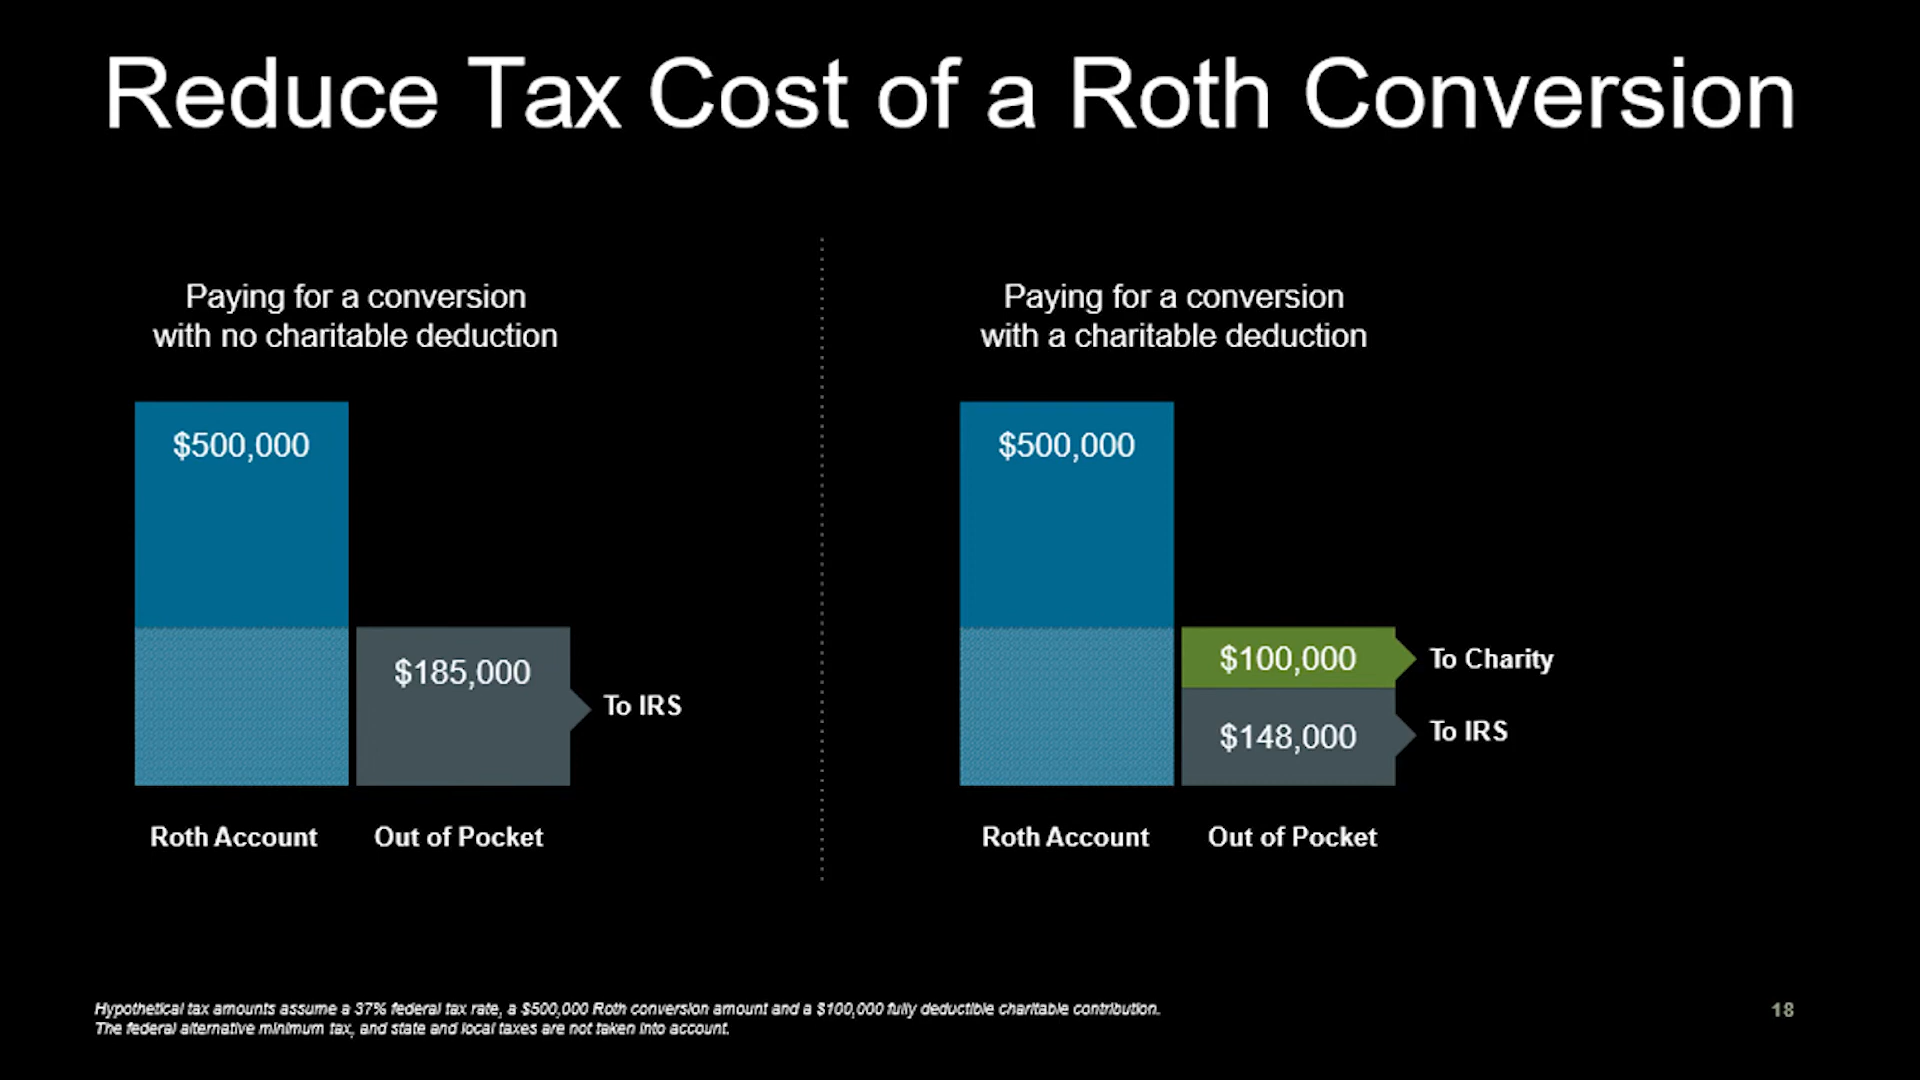 Reduce Tax Cost of a Roth Conversion
Paying for a conversion
with no charitable deduction
$500,000
$185,000
To IRS
Roth Account
Out of Pocket
Paying for a conversion
with a charitable deduction
$500,000
$100,000
To Charity
$148,000
To IRS
Roth Account
Out of Pocket
Hypothetical tax amounts assume a 37% federal tax rate, a $500,000 Roth conversion amount and a $100,000 fully deductible charitable contribution.
The federal alternative minimum tax, and state and local taxes are not taken into account.
18